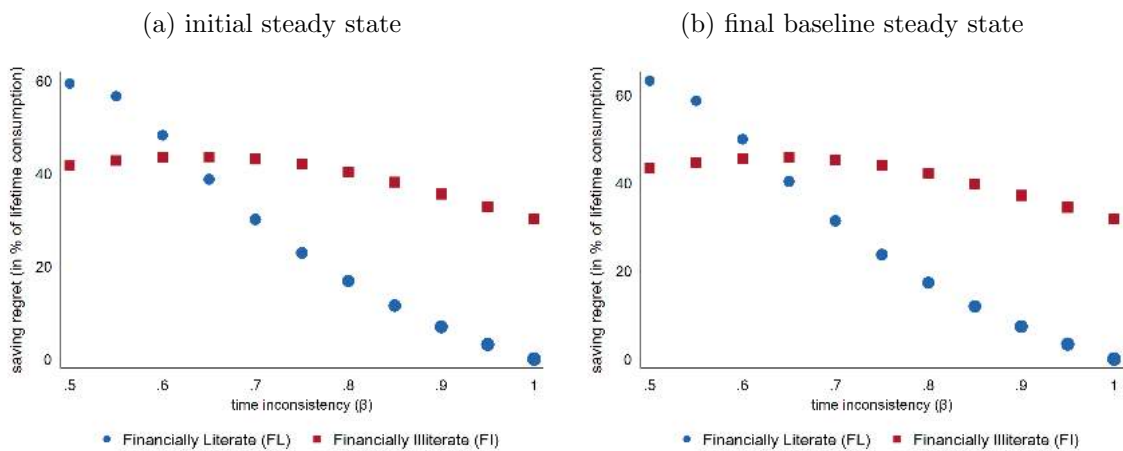 (a) initial steady state
saving regret (in % of lifetime consumption)
60
40
20
0
.5 .6 .7 .8 .9 1
time inconsistency (β)
Financially Literate (FL) Financially Illiterate (FI)
(b) final baseline steady state
saving regret (in % of lifetime consumption)
60
40
20
0
.5 .6 .7 .8 .9 1
time inconsistency (β)
Financially Literate (FL) Financially Illiterate (FI)